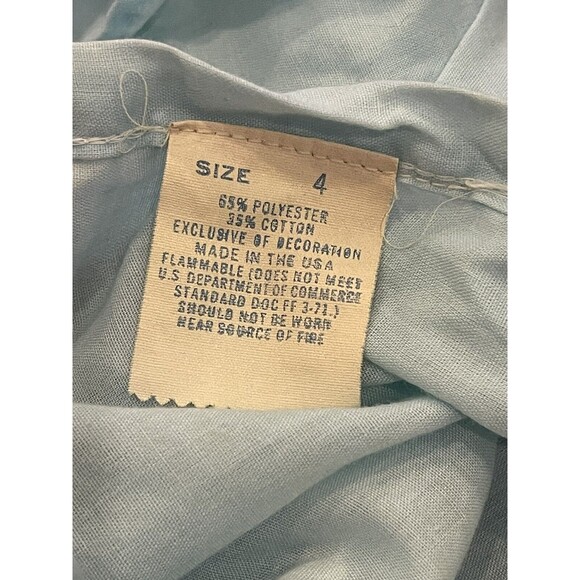 SIZE 4
65% POLYESTER
35% COTTON
EXCLUSIVE OF DECORATION
MADE IN THE USA
FLAMMABLE (DOES NOT MEET
U.S. DEPARTMENT OF COMMERCE
STANDARD DOC FF 3-71.)
SHOULD NOT BE WORN
NEAR SOURCE OF FIRE